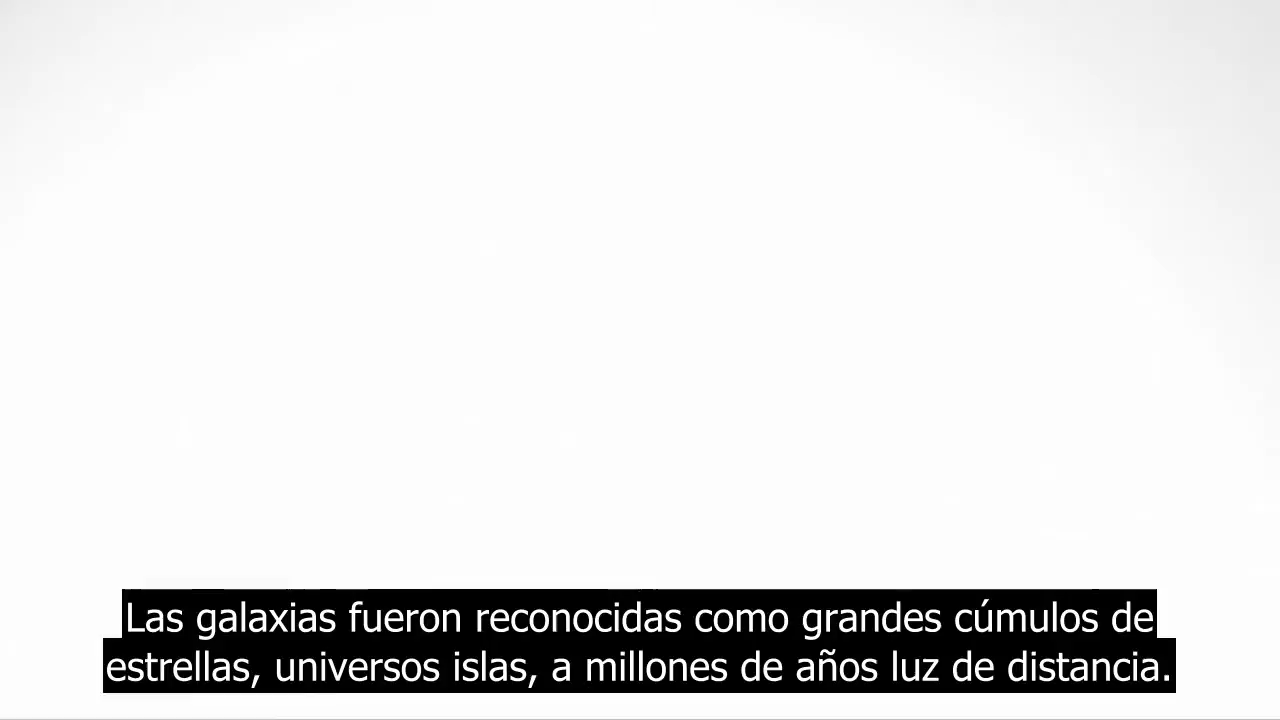 Las galaxias fueron reconocidas como grandes cúmulos de
estrellas, universos islas, a millones de años luz de distancia.